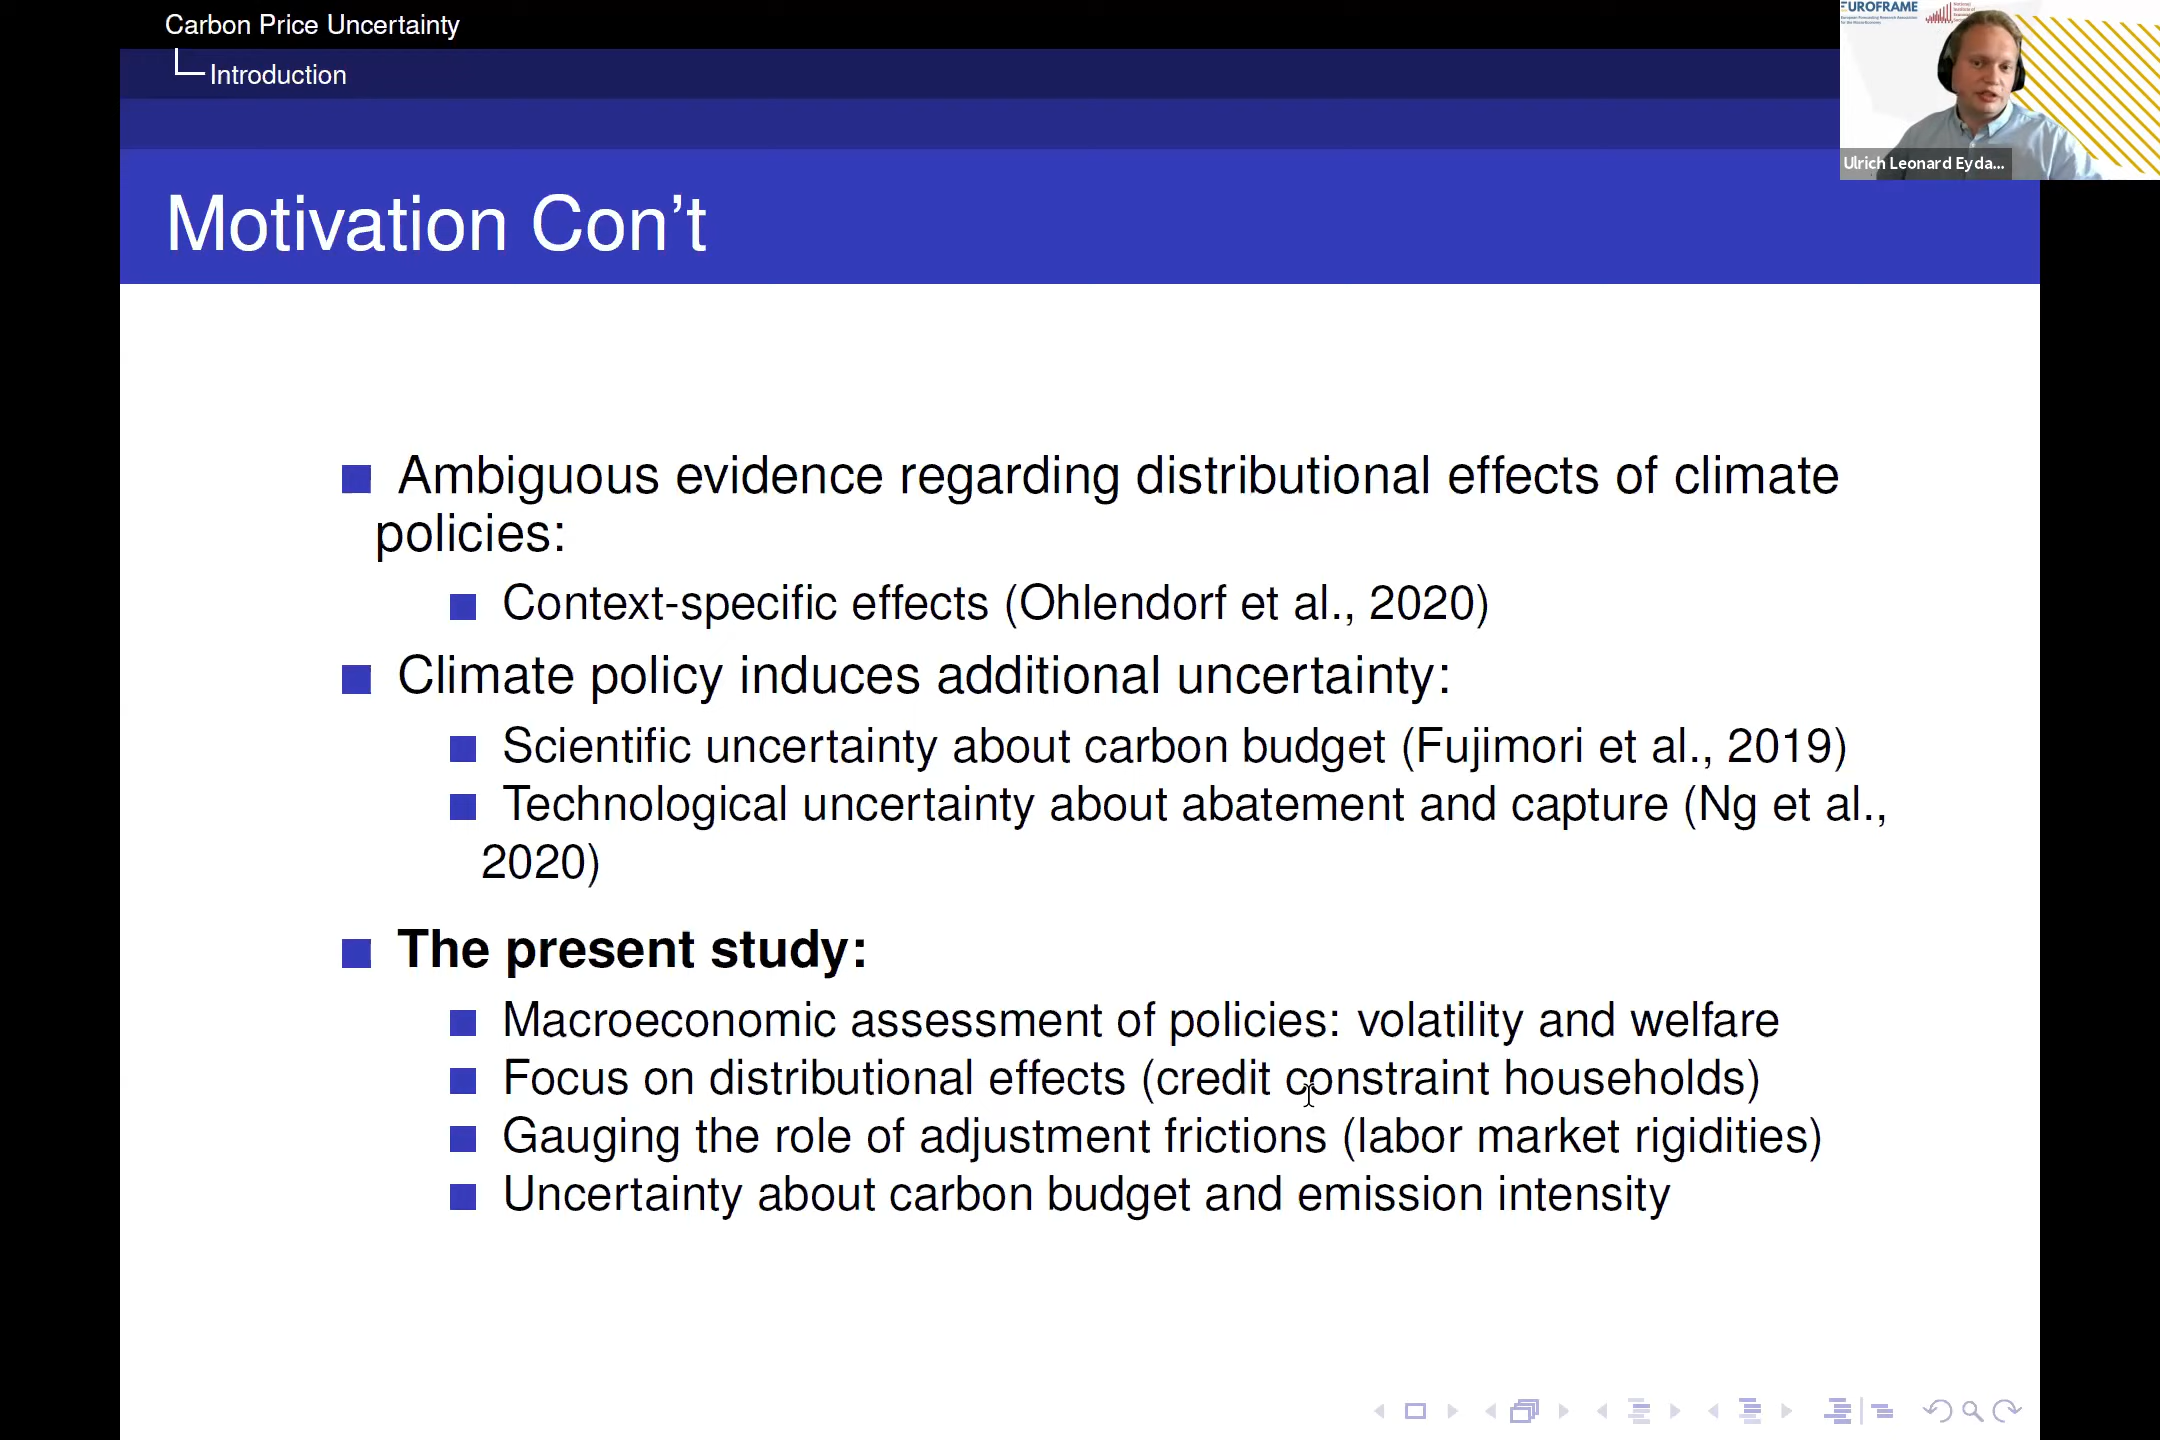 Carbon Price Uncertainty
Introduction
UROFRAME
Ulrich Leonard Eyda...
Motivation Con't
Ambiguous evidence regarding distributional effects of climate
policies:
Context-specific effects (Ohlendorf et al., 2020)
Climate policy induces additional uncertainty:
Scientific uncertainty about carbon budget (Fujimori et al., 2019)
Technological uncertainty about abatement and capture (Ng et al.,
2020)
The present study:
Macroeconomic assessment of policies: volatility and welfare
Focus on distributional effects (credit constraint households)
Gauging the role of adjustment frictions (labor market rigidities)
Uncertainty about carbon budget and emission intensity